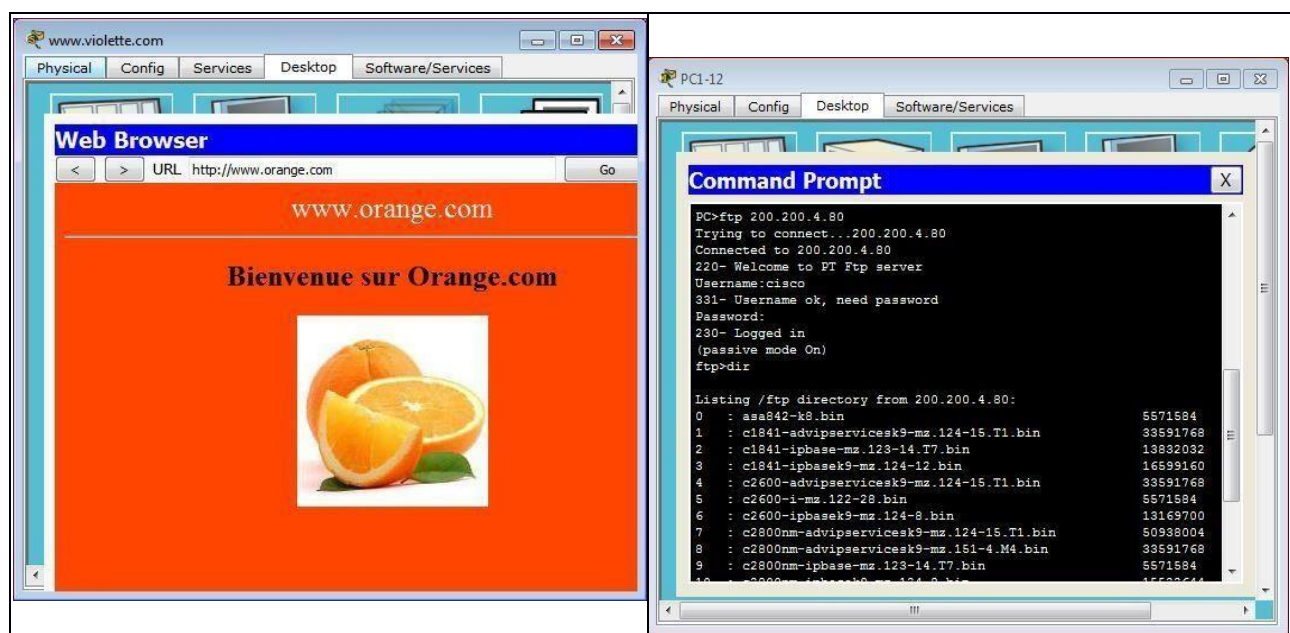 www.violette.com
Physical Config Services Desktop Software/Services
Web Browser
< > URL http://www.orange.com Go
www.orange.com
Bienvenue sur Orange.com
PC1-12
Physical Config Desktop Software/Services
Command Prompt X
PC>ftp 200.200.4.80
Trying to connect...200.200.4.80
Connected to 200.200.4.80
220- Welcome to PT Ftp server
Username:cisco
331- Username ok, need password
Password:
230- Logged in
(passive mode On)
ftp>dir
Listing /ftp directory from 200.200.4.80:
0 : asa842-k8.bin 5571584
1 : c1841-advipservicesk9-mz.124-15.T1.bin 33591768
2 : c1841-ipbase-mz.123-14.T7.bin 13832032
3 : c1841-ipbasek9-mz.124-12.bin 16599160
4 : c2600-advipservicesk9-mz.124-15.T1.bin 33591768
5 : c2600-i-mz.122-28.bin 5571584
6 : c2600-ipbasek9-mz.124-8.bin 13169700
7 : c2800nm-advipservicesk9-mz.124-15.T1.bin 50938004
8 : c2800nm-advipservicesk9-mz.151-4.M4.bin 33591768
9 : c2800nm-ipbase-mz.123-14.T7.bin 5571584